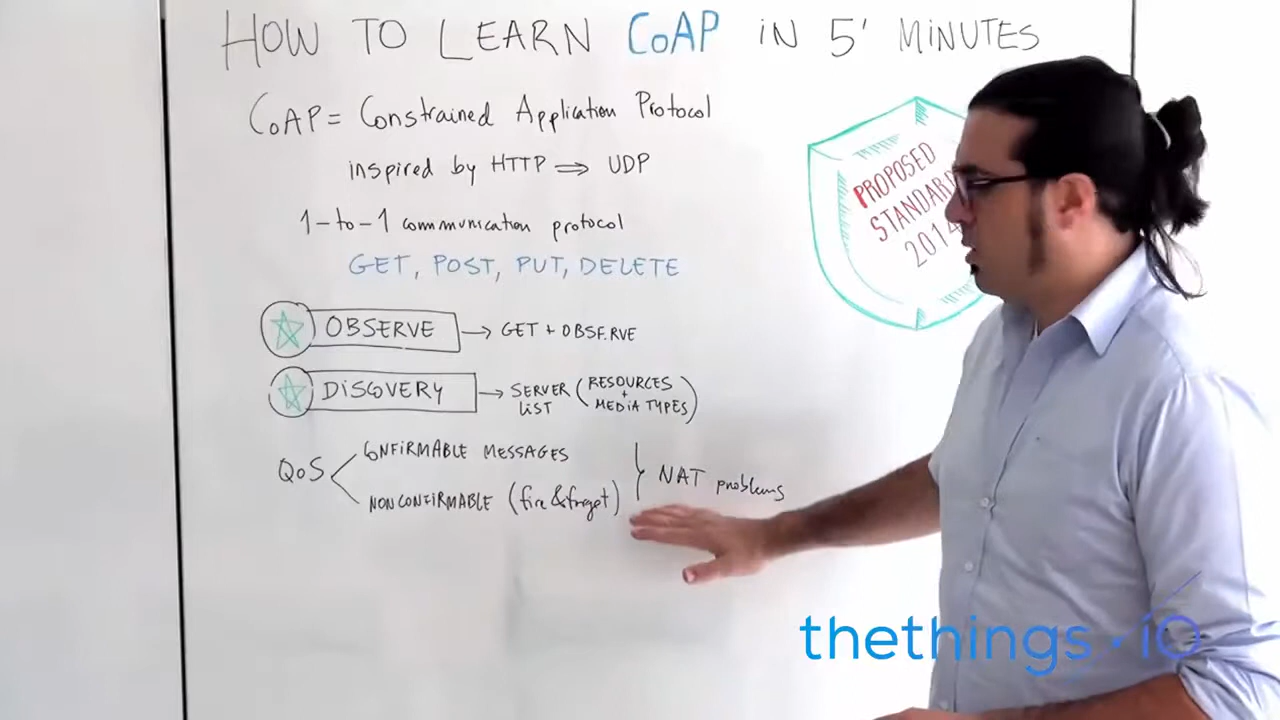 HOW TO LEARN CoAP IN 5' MINUTES
CoAP = Constrained Application Protocol
inspired by HTTP ⇒ UDP
1-to-1 communication protocol
GET, POST, PUT, DELETE
OBSERVE → GET + OBSERVE
DISCOVERY → SERVER LIST (RESOURCES + MEDIA TYPES)
QoS
CONFIRMABLE MESSAGES
NONCONFIRMABLE (fire & forget)
NAT problems
PROPOSED
STANDARD
2014
thethings.iO